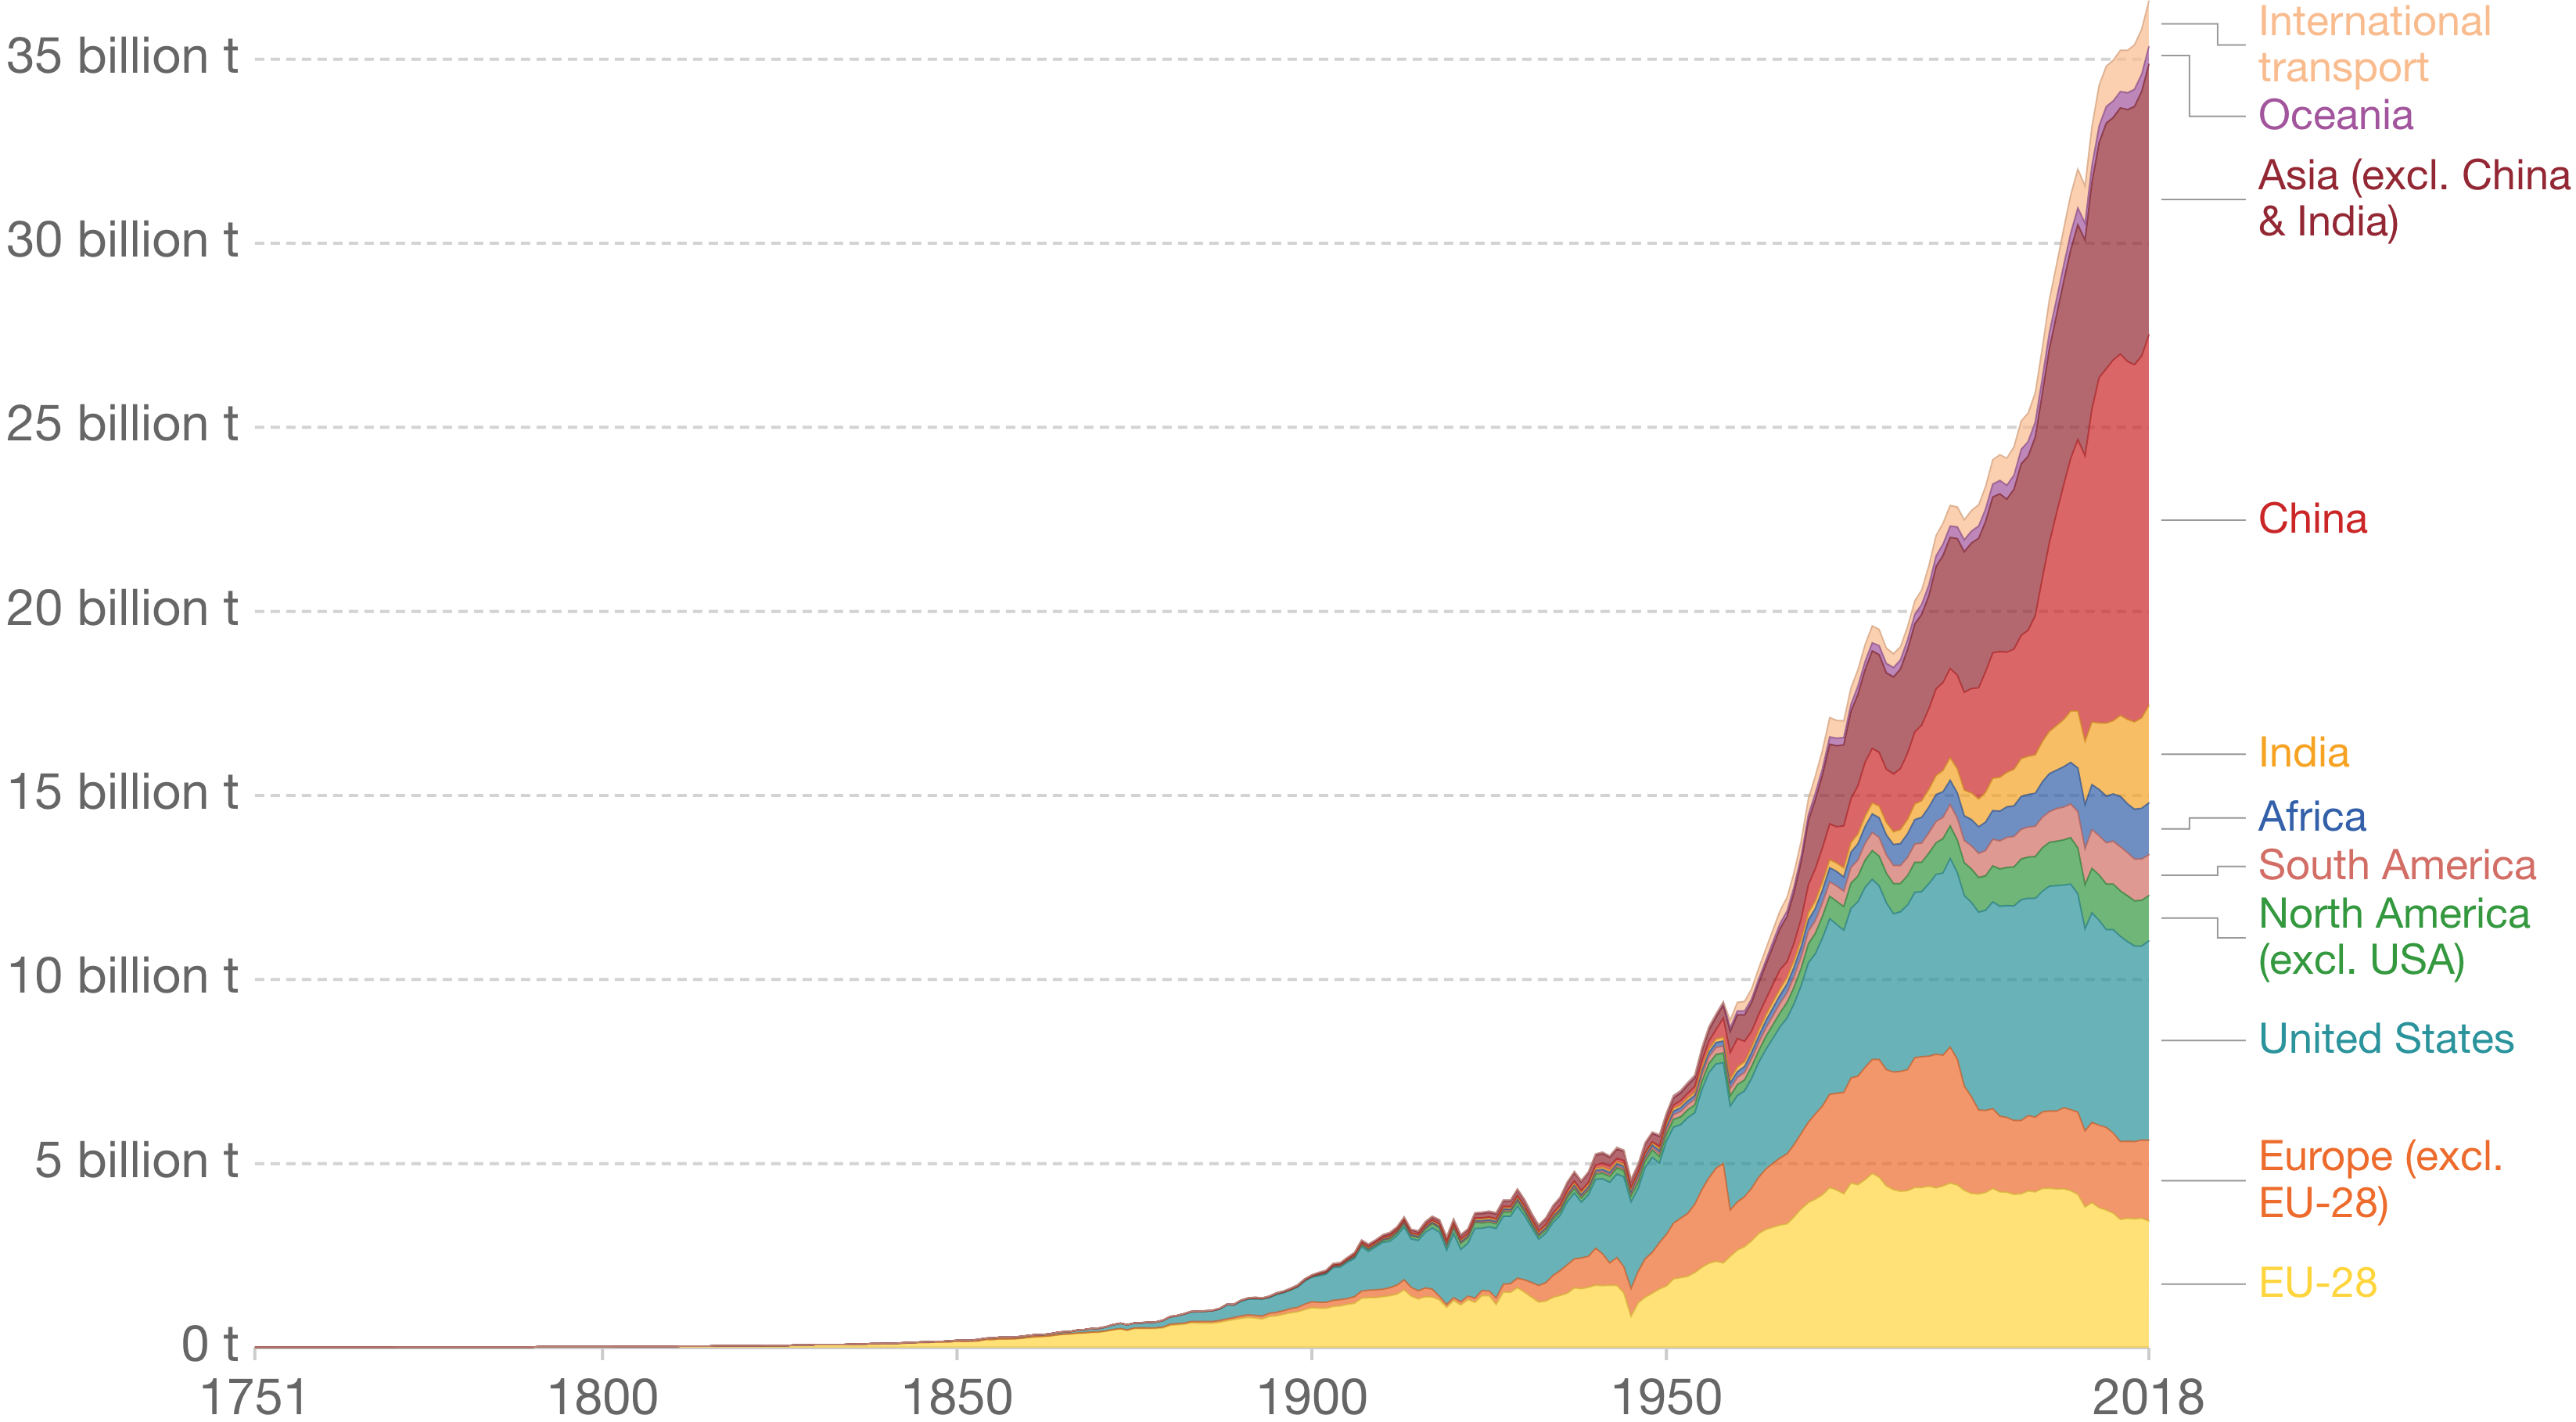 35 billion t
30 billion t
25 billion t
20 billion t
15 billion t
10 billion t
5 billion t
0 t
1751
1800
1850
1900
1950
2018
International
transport
Oceania
Asia (excl. China
& India)
China
India
Africa
South America
North America
(excl. USA)
United States
Europe (excl.
EU-28)
EU-28